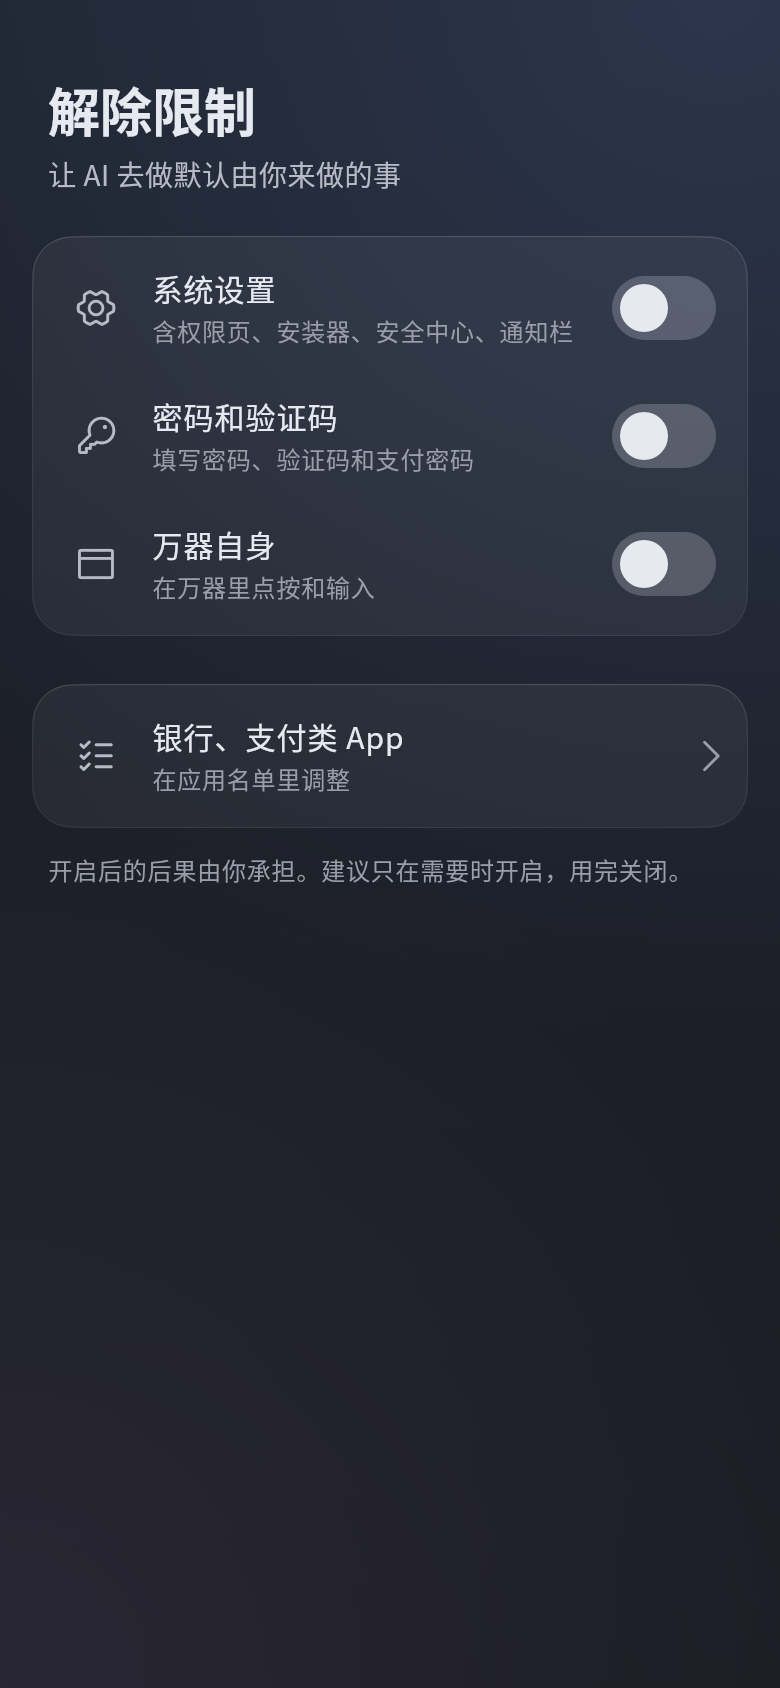 解除限制
让 AI 去做默认由你来做的事
系统设置
含权限页、安装器、安全中心、通知栏
密码和验证码
填写密码、验证码和支付密码
万器自身
在万器里点按和输入
银行、支付类 App
在应用名单里调整
开启后的后果由你承担。建议只在需要时开启，用完关闭。